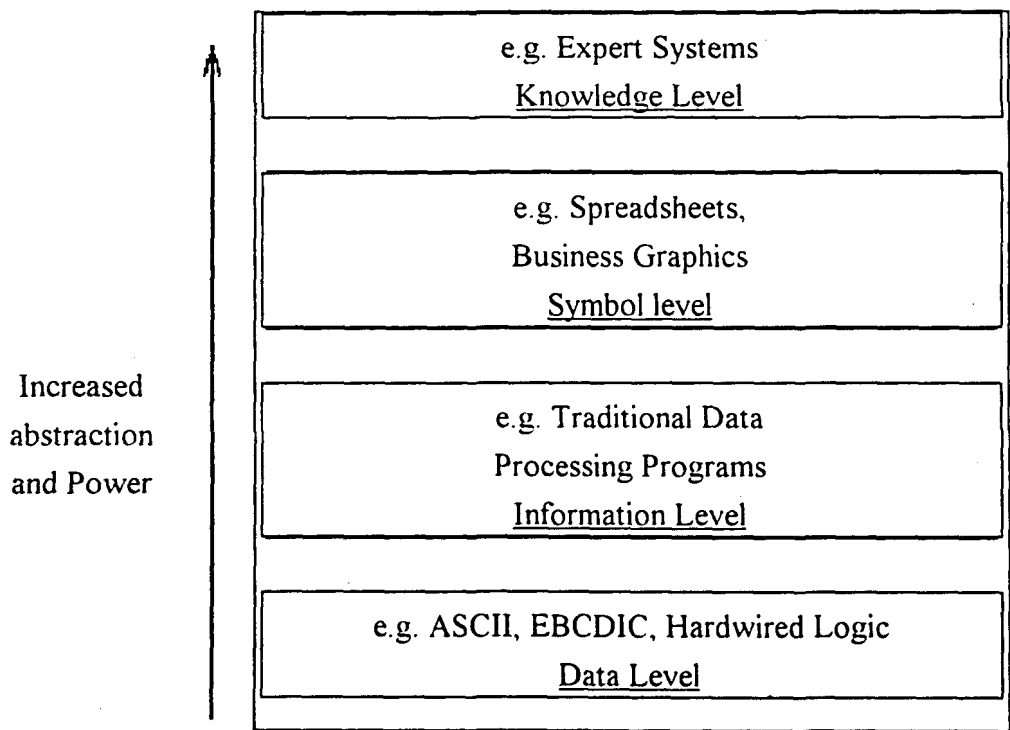 e.g. Expert Systems
Knowledge Level
e.g. Spreadsheets,
Business Graphics
Symbol level
Increased
abstraction
and Power
e.g. Traditional Data
Processing Programs
Information Level
e.g. ASCII, EBCDIC, Hardwired Logic
Data Level